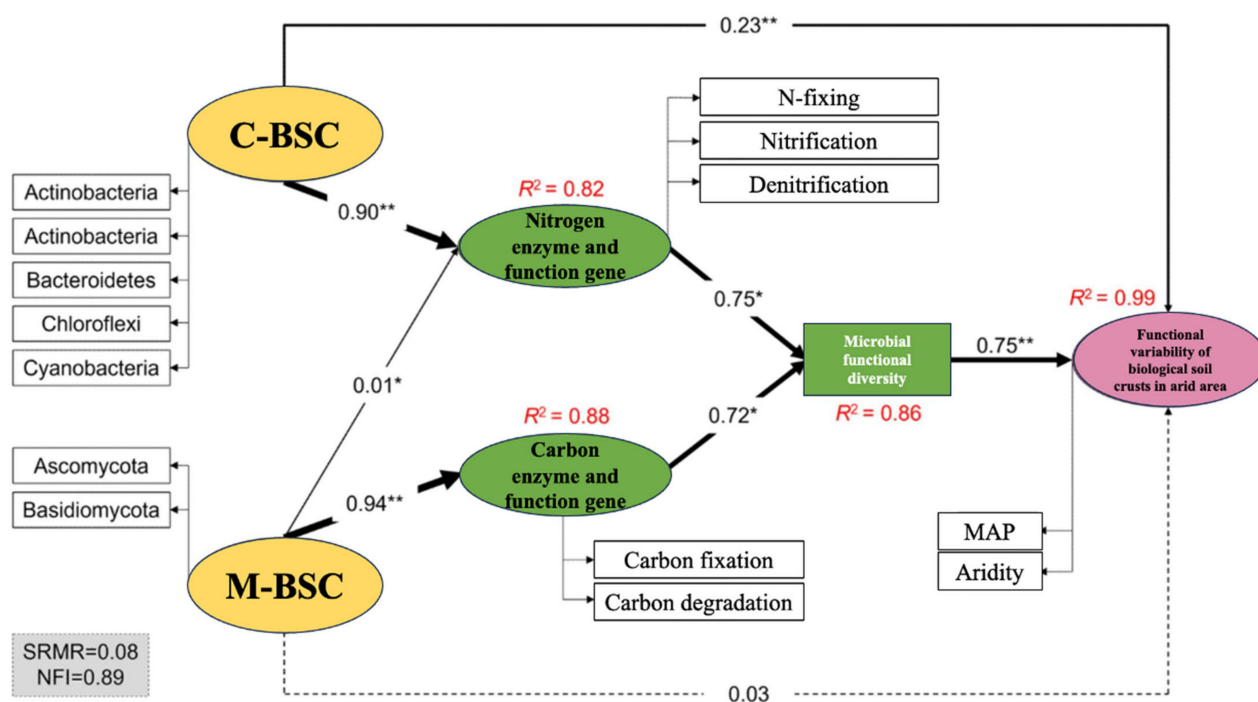 0.23**
C-BSC
N-fixing
Nitrification
Denitrification
Actinobacteria
Actinobacteria
Bacteroidetes
Chloroflexi
Cyanobacteria
0.90**
R² = 0.82
Nitrogen
enzyme and
function gene
0.75*
R² = 0.99
Functional
variability of
biological soil
crusts in arid area
Microbial
functional
diversity
0.75**
R² = 0.86
0.01*
R² = 0.88
Carbon
enzyme and
function gene
0.72*
Ascomycota
Basidiomycota
0.94**
M-BSC
Carbon fixation
Carbon degradation
MAP
Aridity
SRMR=0.08
NFI=0.89
0.03